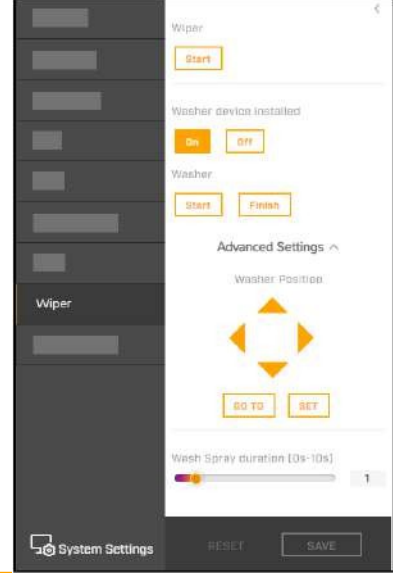 Wiper
Start
Washer device installed
On Off
Washer
Start Finish
Advanced Settings
Washer Position
Wiper
GO TO SET
Wash Spray duration [0s-10s]
1
System Settings RESET SAVE